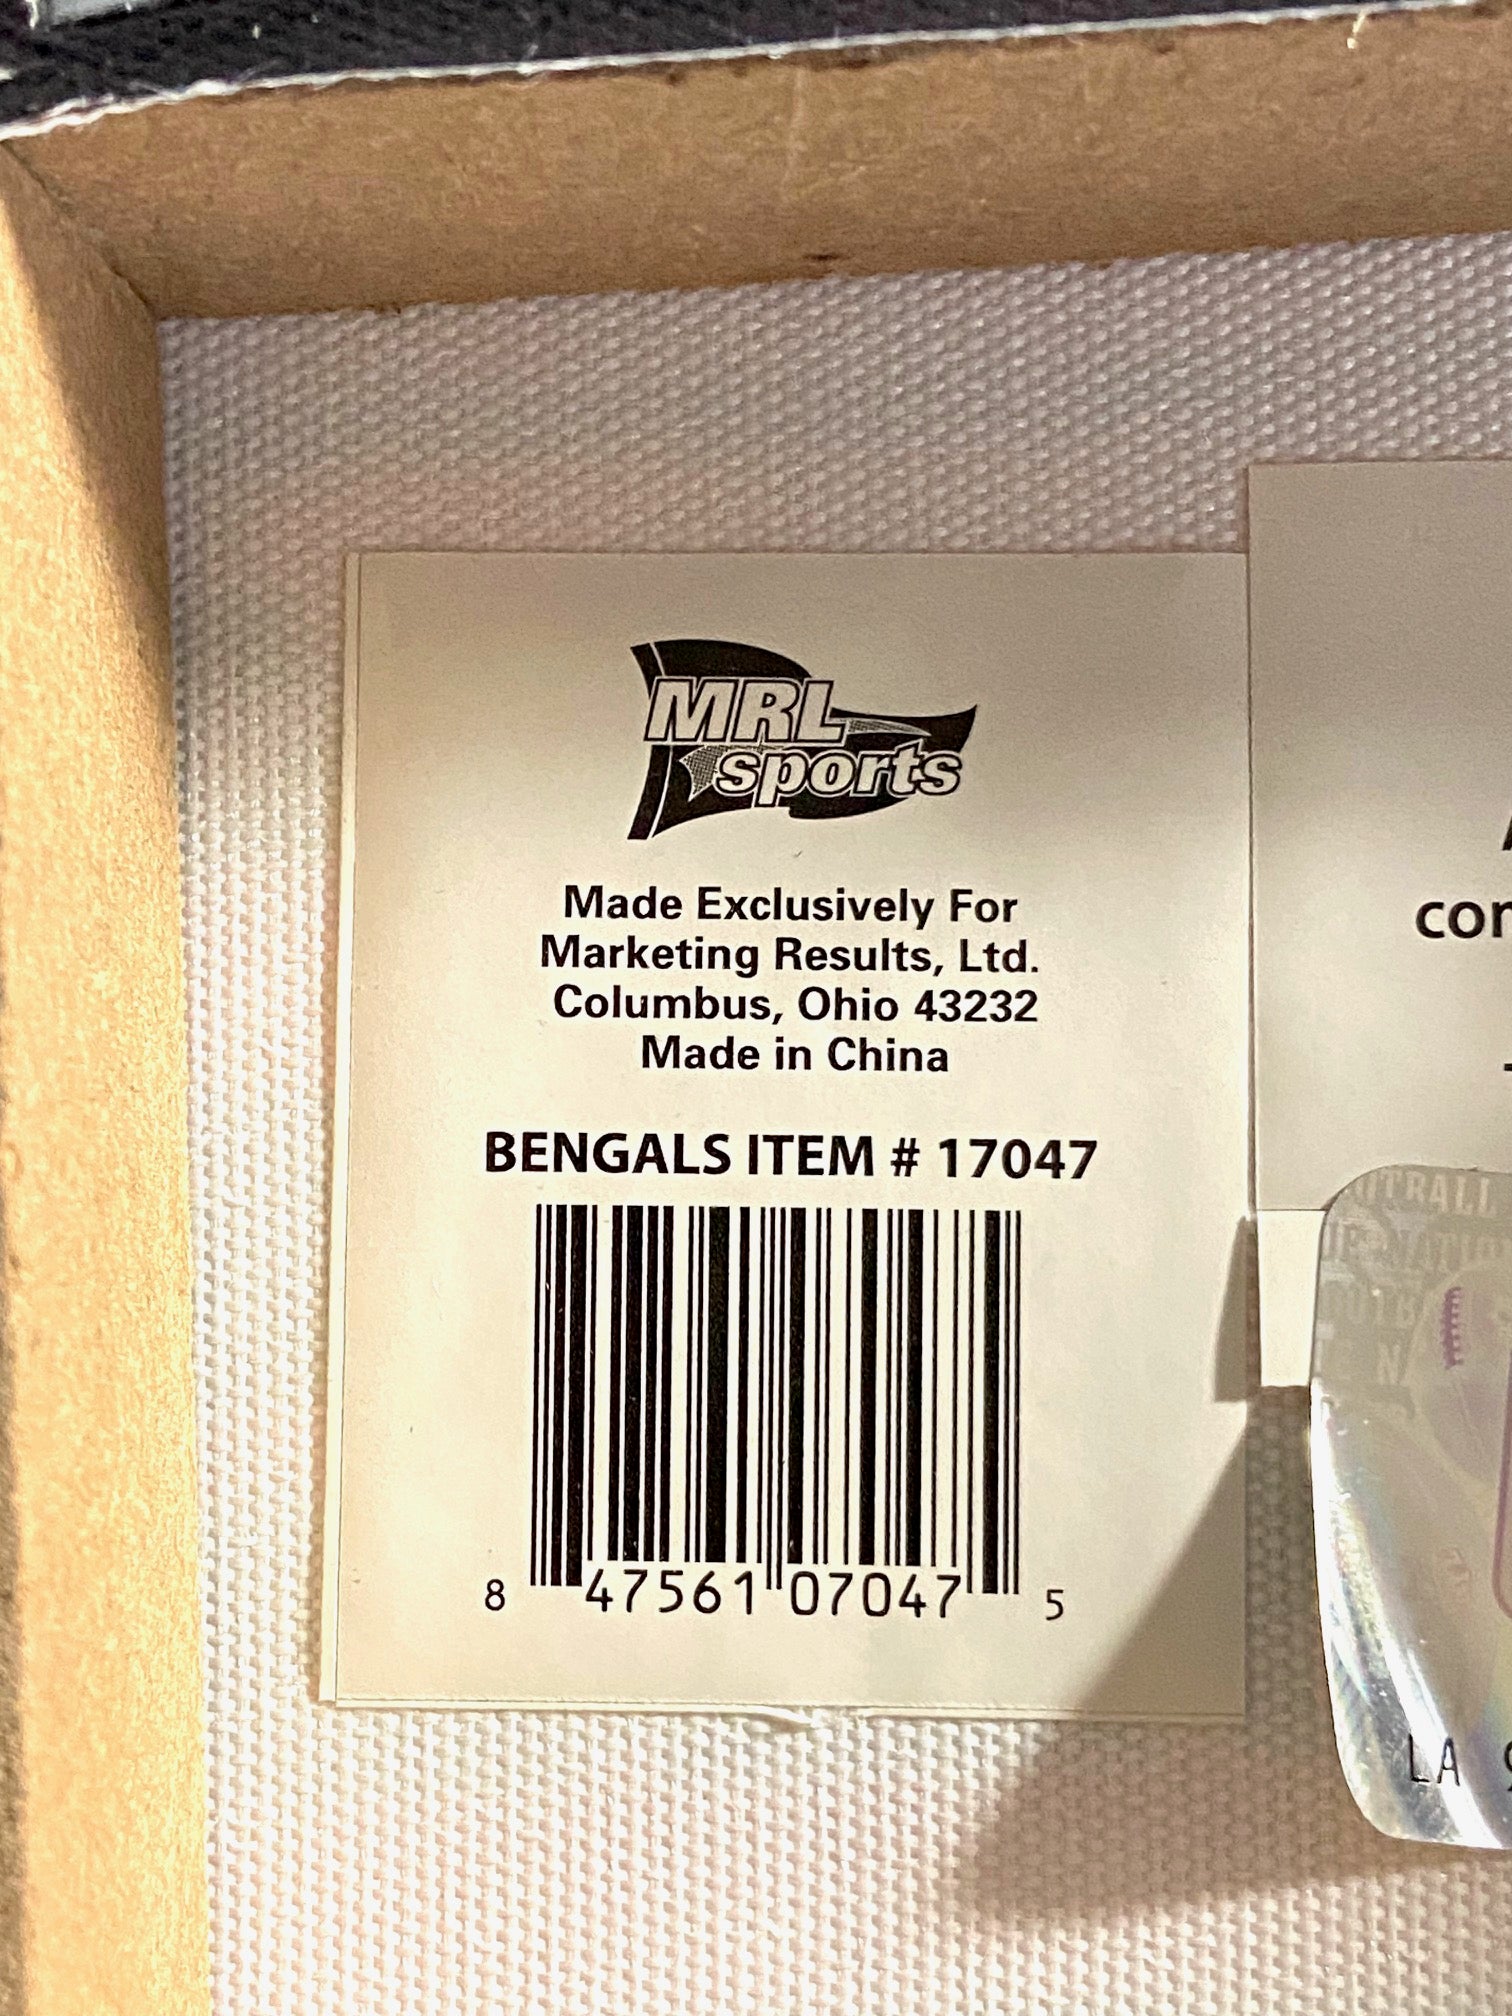 MRL
sports
Made Exclusively For
Marketing Results, Ltd.
Columbus, Ohio 43232
Made in China
BENGALS ITEM # 17047
8 47561 07047 5
LA